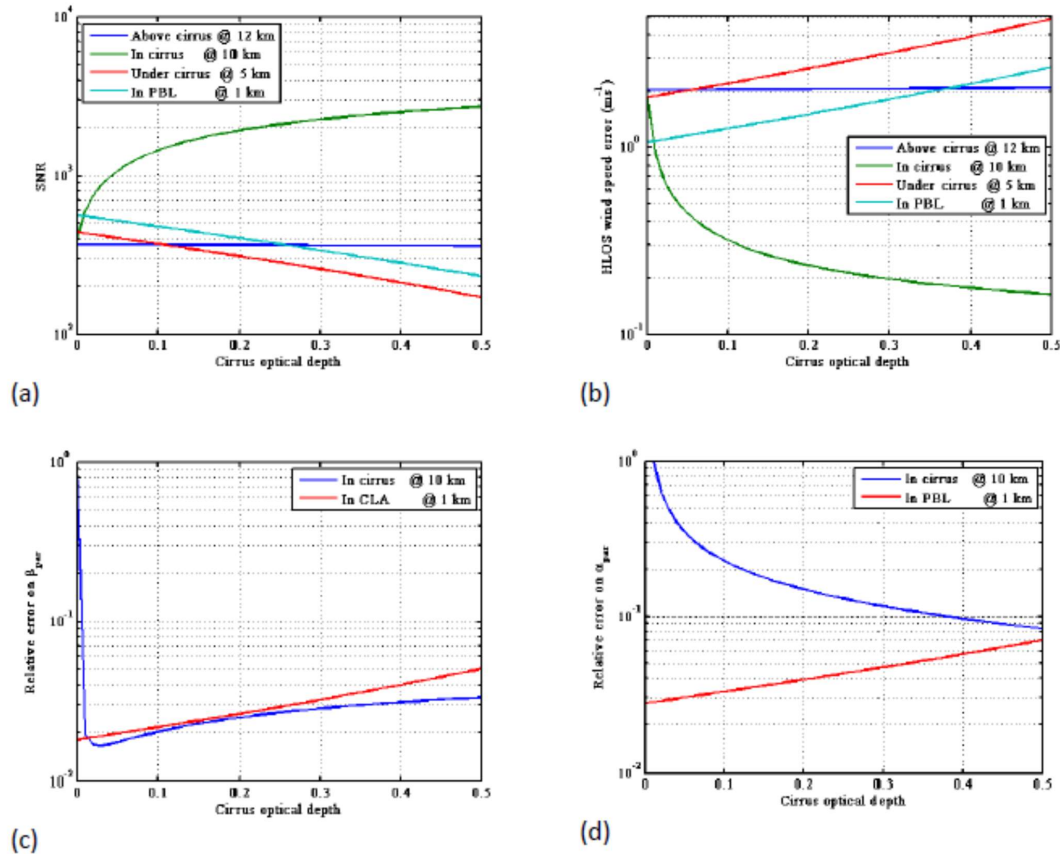 10^4
Above cirrus @ 12 km
In cirrus @ 10 km
Under cirrus @ 5 km
In PBL @ 1 km
10^3
SNR
10^2
0 0.1 0.2 0.3 0.4 0.5
Cirrus optical depth
(a)
HLOS wind speed error (ms^-1)
10^0
Above cirrus @ 12 km
In cirrus @ 10 km
Under cirrus @ 5 km
In PBL @ 1 km
10^-1
0 0.1 0.2 0.3 0.4 0.5
Cirrus optical depth
(b)
10^0
In cirrus @ 10 km
In CLA @ 1 km
Relative error on β_par
10^-1
10^-2
0 0.1 0.2 0.3 0.4 0.5
Cirrus optical depth
(c)
10^0
In cirrus @ 10 km
In PBL @ 1 km
Relative error on α_par
10^-1
10^-2
0 0.1 0.2 0.3 0.4 0.5
Cirrus optical depth
(d)